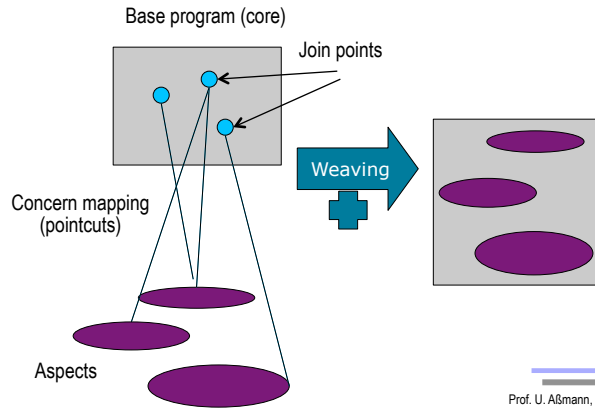 Base program (core)
Join points
Weaving
Concern mapping
(pointcuts)
Aspects
Prof. U. Aßmann,